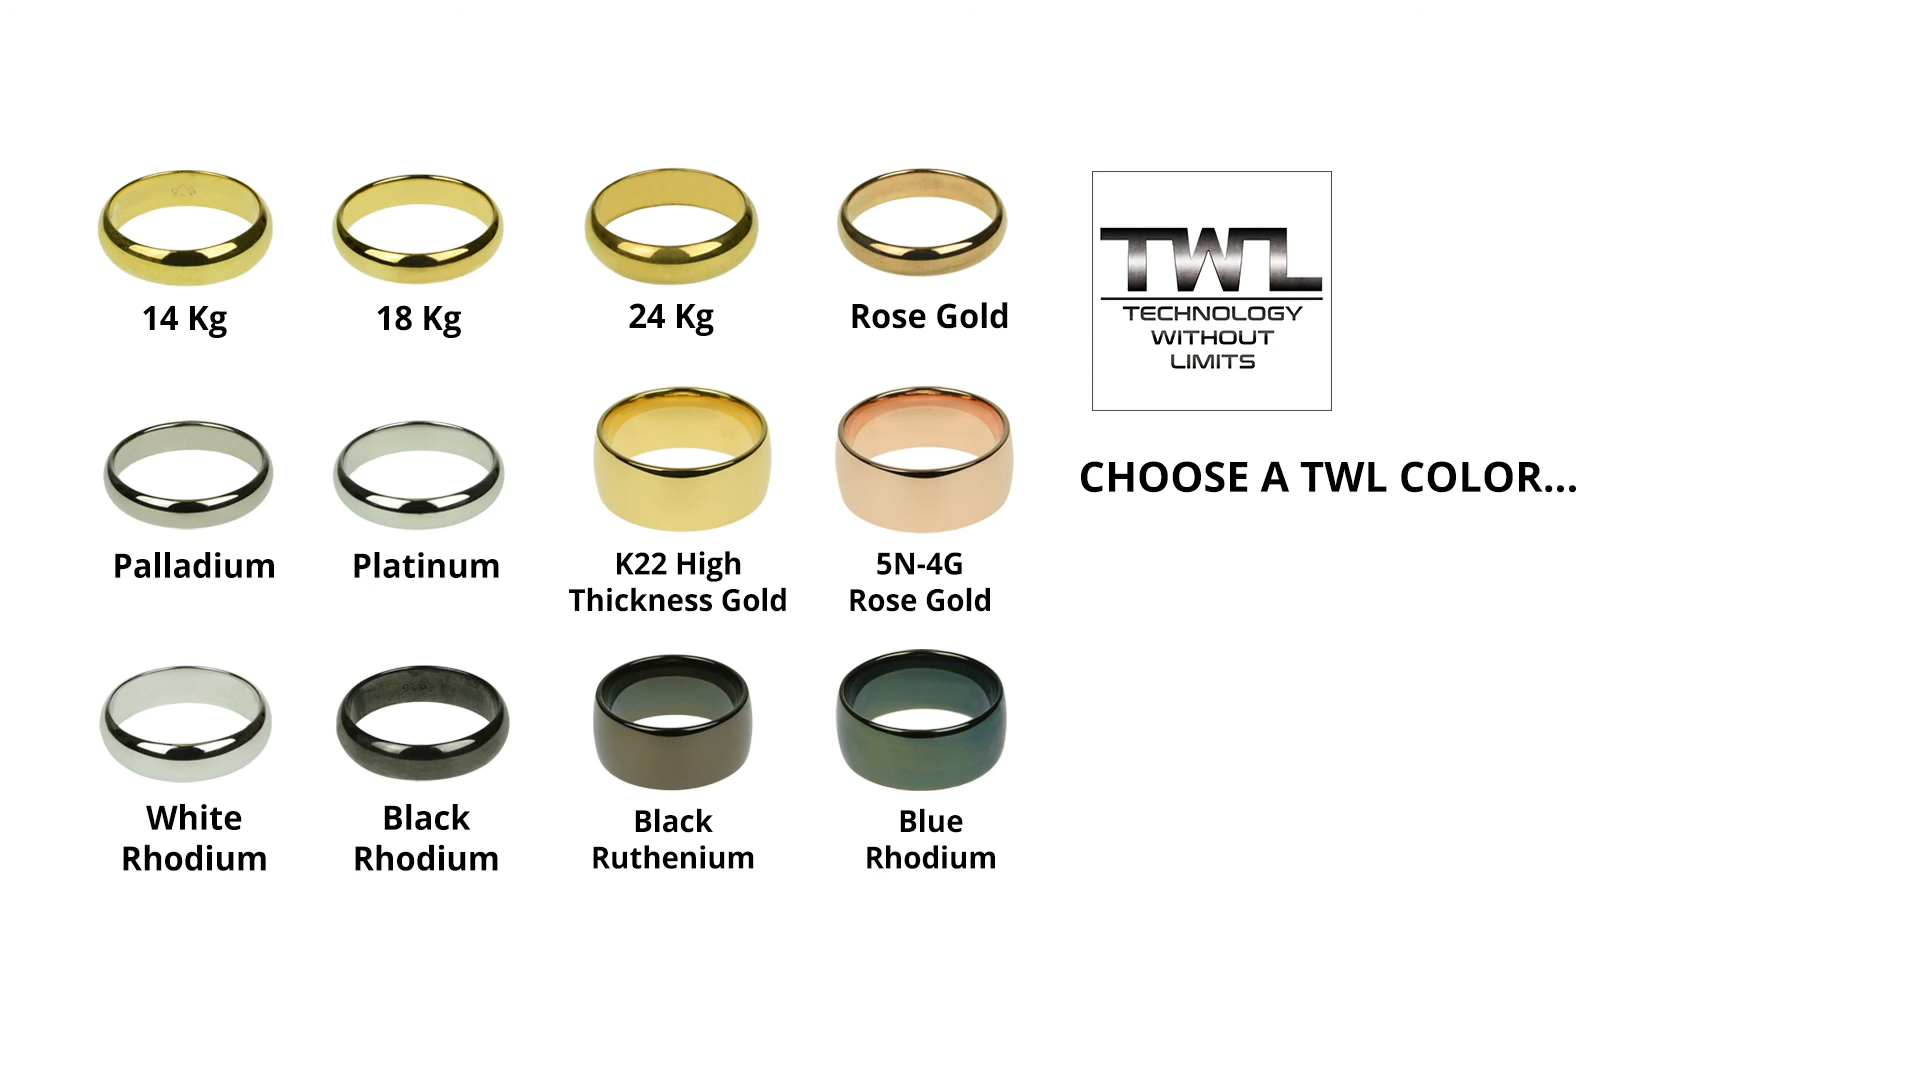 14 Kg
18 Kg
24 Kg
Rose Gold
TWL
TECHNOLOGY
WITHOUT
LIMITS
Palladium
Platinum
K22 High
Thickness Gold
5N-4G
Rose Gold
CHOOSE A TWL COLOR...
White
Rhodium
Black
Rhodium
Black
Ruthenium
Blue
Rhodium